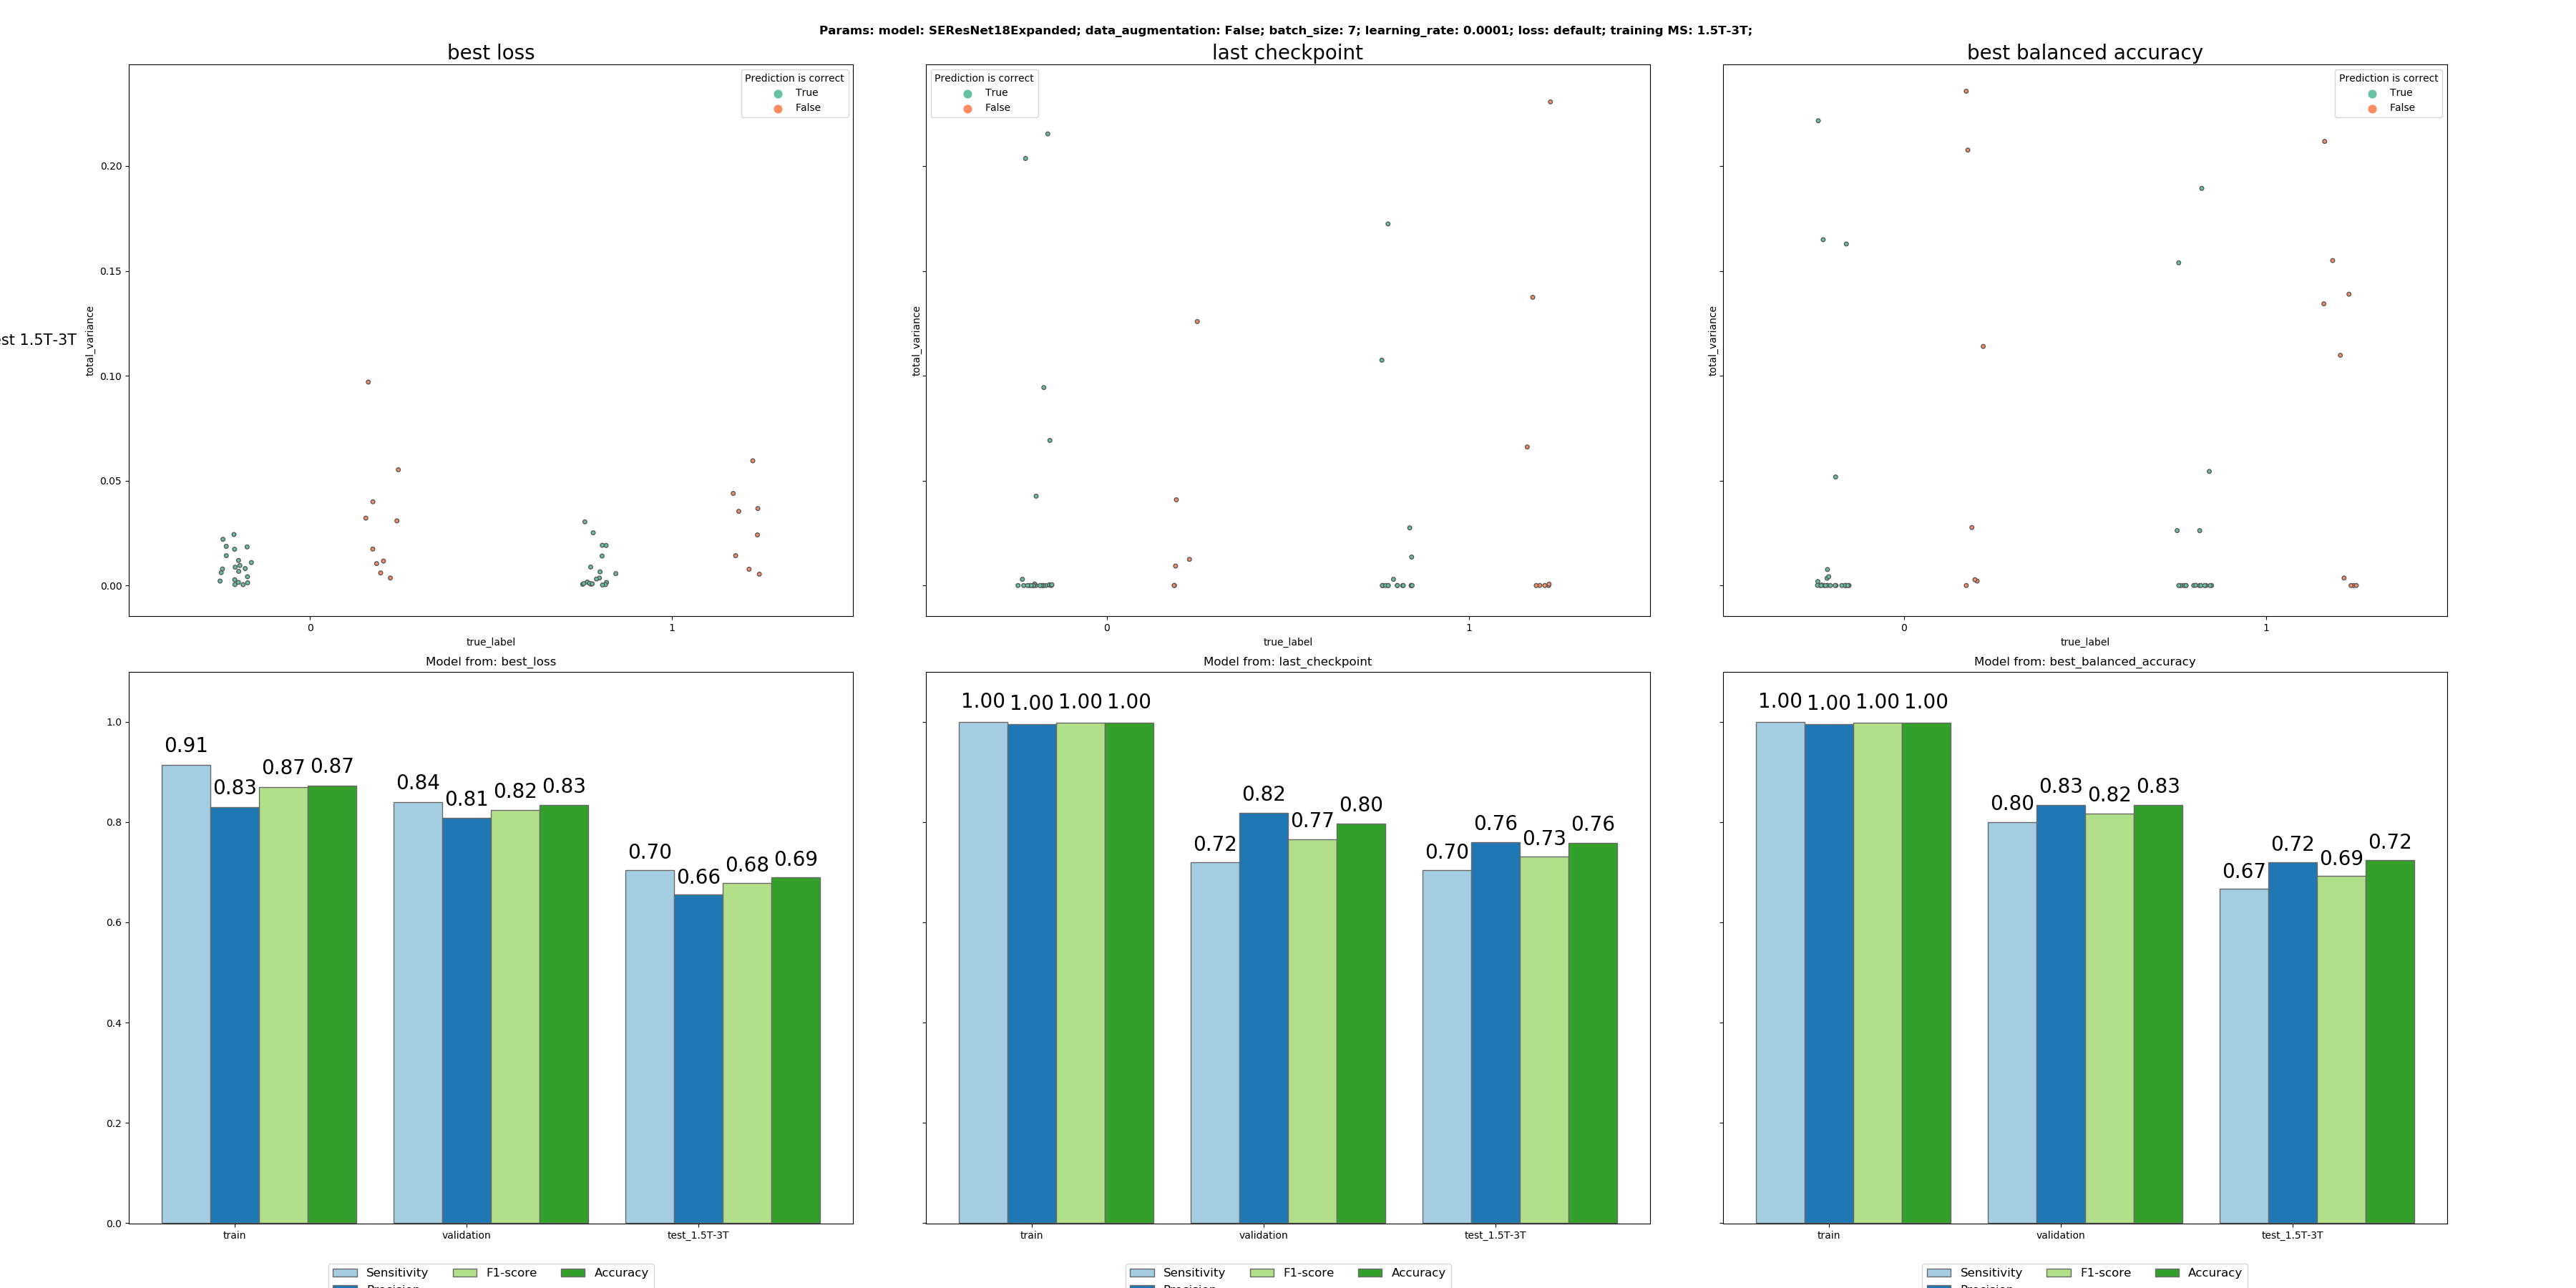 Params: model: SEResNet18Expanded; data_augmentation: False; batch_size: 7; learning_rate: 0.0001; loss: default; training MS: 1.5T-3T;
best loss
last checkpoint
best balanced accuracy
Prediction is correct
True
False
Prediction is correct
True
False
Prediction is correct
True
False
0.20
0.15
0.10
0.05
0.00
total_variance
total_variance
total_variance
1.5T-3T
0 1
0 1
0 1
true_label
true_label
true_label
Model from: best_loss
Model from: last_checkpoint
Model from: best_balanced_accuracy
1.0
0.8
0.6
0.4
0.2
0.0
0.91 0.83 0.87 0.87
0.84 0.81 0.82 0.83
0.70 0.66 0.68 0.69
1.00 1.00 1.00 1.00
0.72 0.82 0.77 0.80
0.70 0.76 0.73 0.76
1.00 1.00 1.00 1.00
0.80 0.83 0.82 0.83
0.67 0.72 0.69 0.72
train validation test_1.5T-3T
train validation test_1.5T-3T
train validation test_1.5T-3T
Sensitivity F1-score Accuracy
Sensitivity F1-score Accuracy
Sensitivity F1-score Accuracy